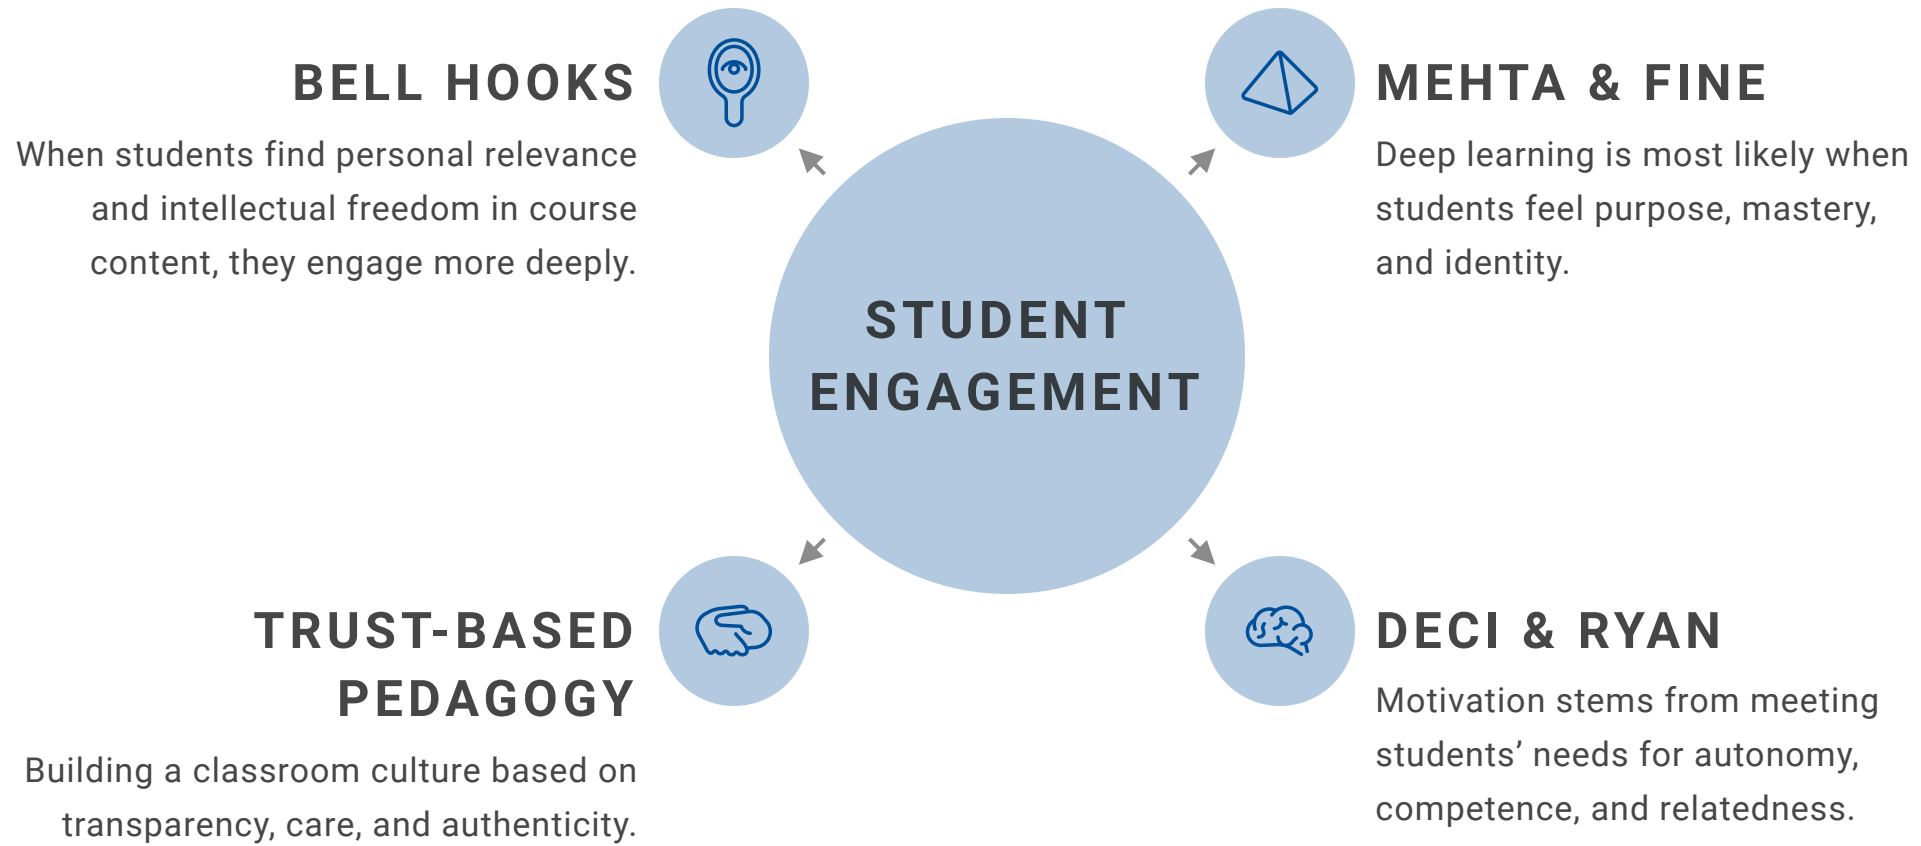 BELL HOOKS
When students find personal relevance
and intellectual freedom in course
content, they engage more deeply.
MEHTA & FINE
Deep learning is most likely when
students feel purpose, mastery,
and identity.
STUDENT
ENGAGEMENT
TRUST-BASED
PEDAGOGY
Building a classroom culture based on
transparency, care, and authenticity.
DECI & RYAN
Motivation stems from meeting
students’ needs for autonomy,
competence, and relatedness.